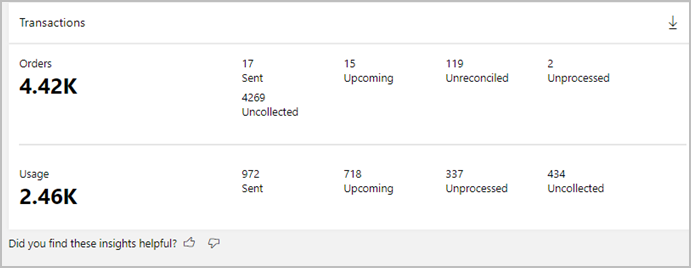 Transactions
Orders
4.42K
17
Sent
15
Upcoming
119
Unreconciled
2
Unprocessed
4269
Uncollected
Usage
2.46K
972
Sent
718
Upcoming
337
Unprocessed
434
Uncollected
Did you find these insights helpful?